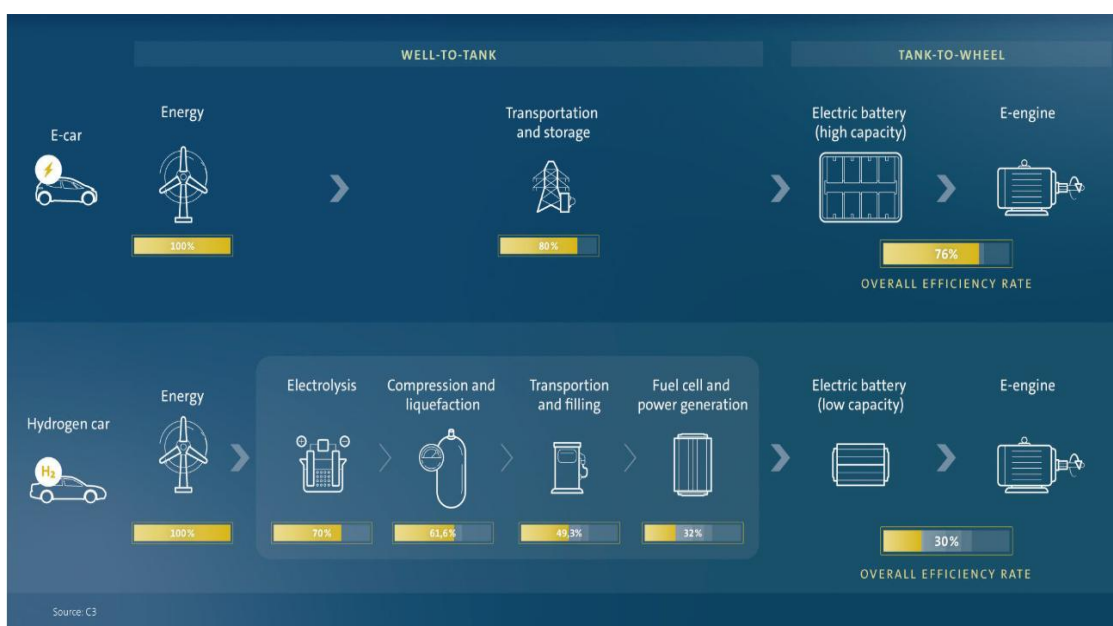 WELL-TO-TANK
TANK-TO-WHEEL
E-car
Energy
Transportation
and storage
Electric battery
(high capacity)
E-engine
100%
80%
76%
OVERALL EFFICIENCY RATE
Hydrogen car
H₂
Energy
Electrolysis
Compression and
liquefaction
Transportion
and filling
Fuel cell and
power generation
Electric battery
(low capacity)
E-engine
100%
70%
61,6%
49,3%
32%
30%
OVERALL EFFICIENCY RATE
Source: C3